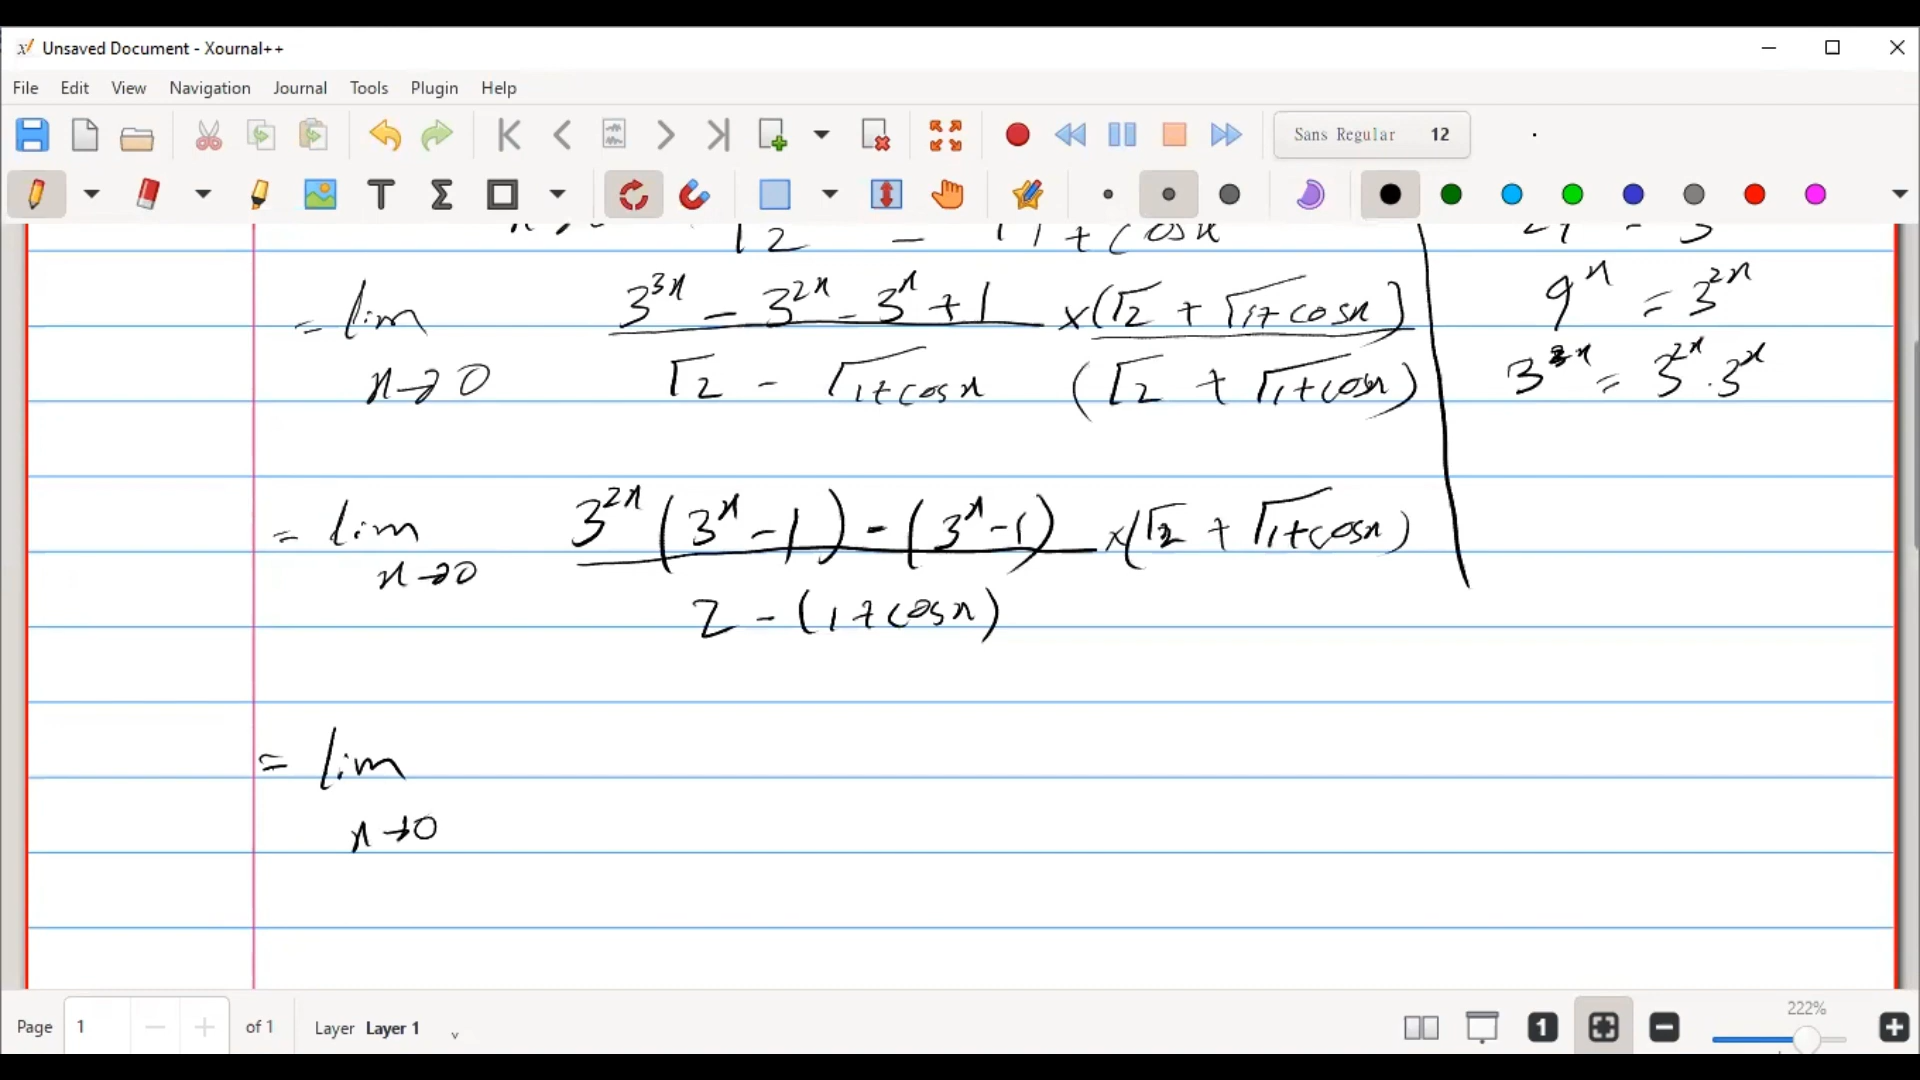 Unsaved Document - Xournal++
File Edit View Navigation Journal Tools Plugin Help
Sans Regular 12
√2 - √1+cosx
= lim 3^3x - 3^2x - 3^x + 1 x(√2 + √1+cosx)
x→0 √2 - √1+cosx (√2 + √1+cosx)
9^x = 3^2x
3^3x = 3^2x . 3^x
= lim 3^2x (3^x - 1) - (3^x - 1) x(√2 + √1+cosx)
x→0 2 - (1+cosx)
= lim
x→0
222%
Page 1 of 1 Layer Layer 1